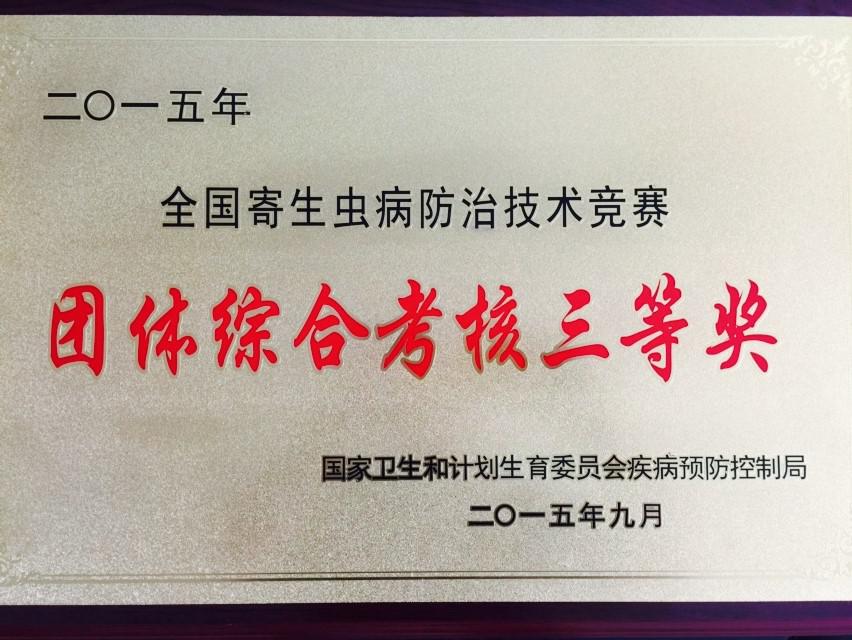 二〇一五年
全国寄生虫病防治技术竞赛
团体综合考核三等奖
国家卫生和计划生育委员会疾病预防控制局
二〇一五年九月